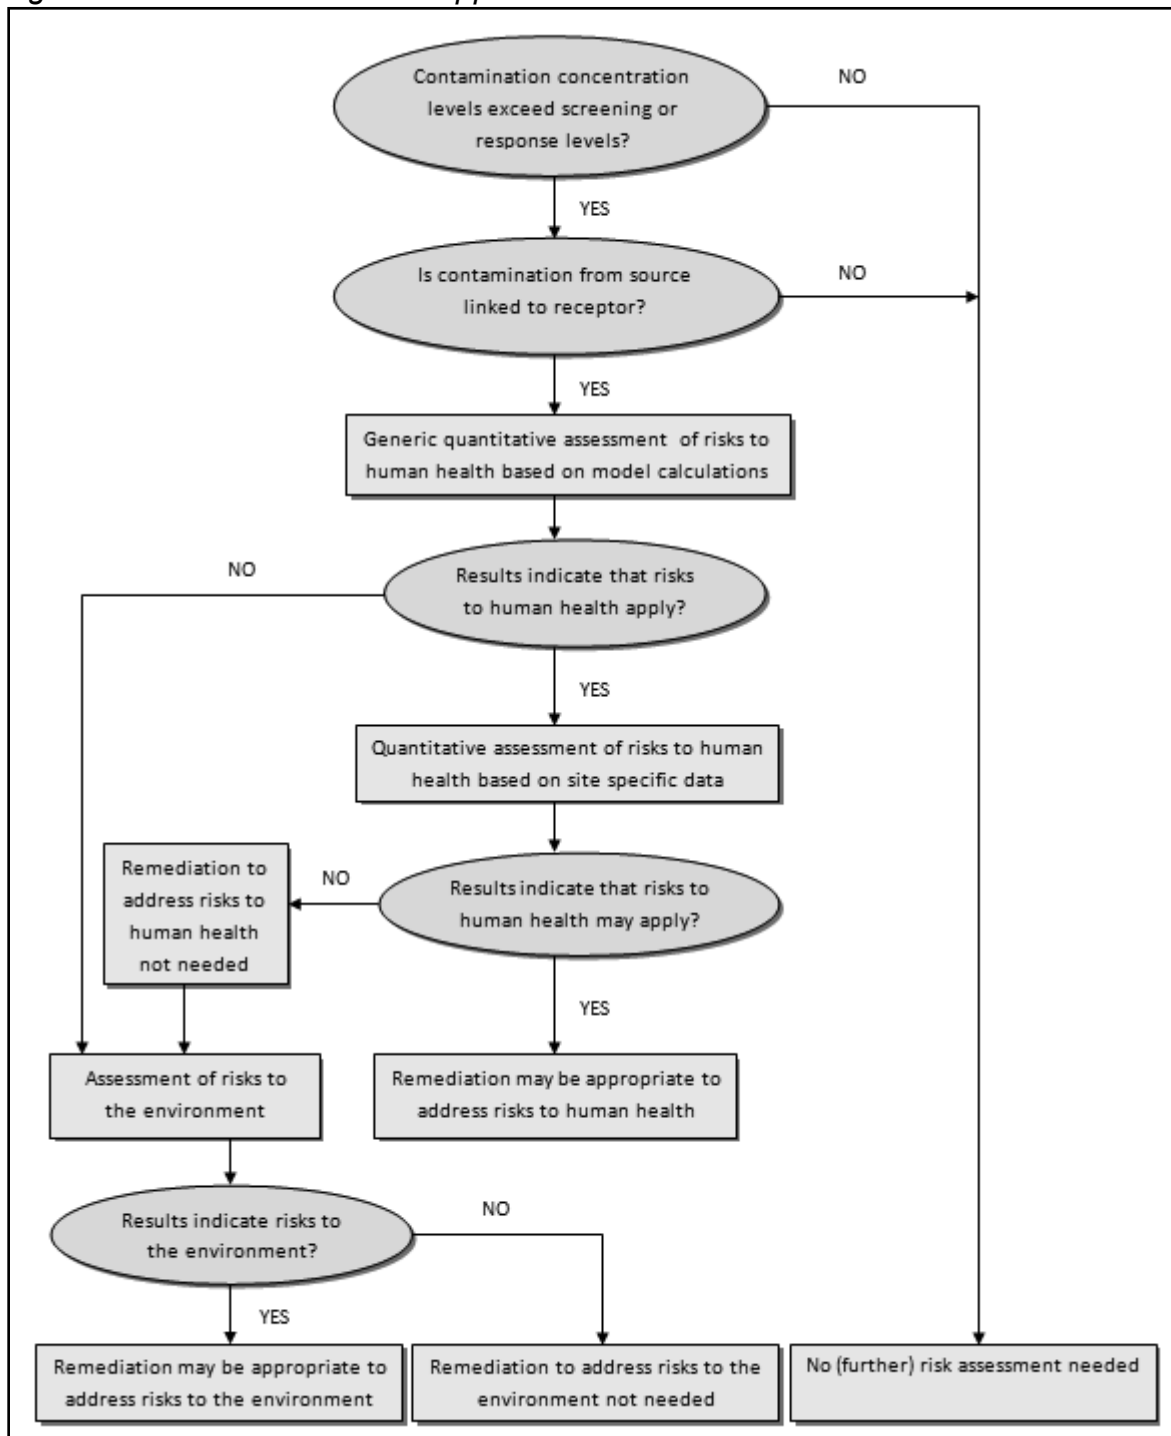 Contamination concentration
levels exceed screening or
response levels?
NO
YES
Is contamination from source
linked to receptor?
NO
YES
Generic quantitative assessment of risks to
human health based on model calculations
NO
Results indicate that risks
to human health apply?
YES
Quantitative assessment of risks to human
health based on site specific data
Remediation to
address risks to
human health
not needed
NO
Results indicate that risks to
human health may apply?
YES
Assessment of risks to
the environment
Remediation may be appropriate to
address risks to human health
Results indicate risks to
the environment?
NO
YES
Remediation may be appropriate to
address risks to the environment
Remediation to address risks to the
environment not needed
No (further) risk assessment needed